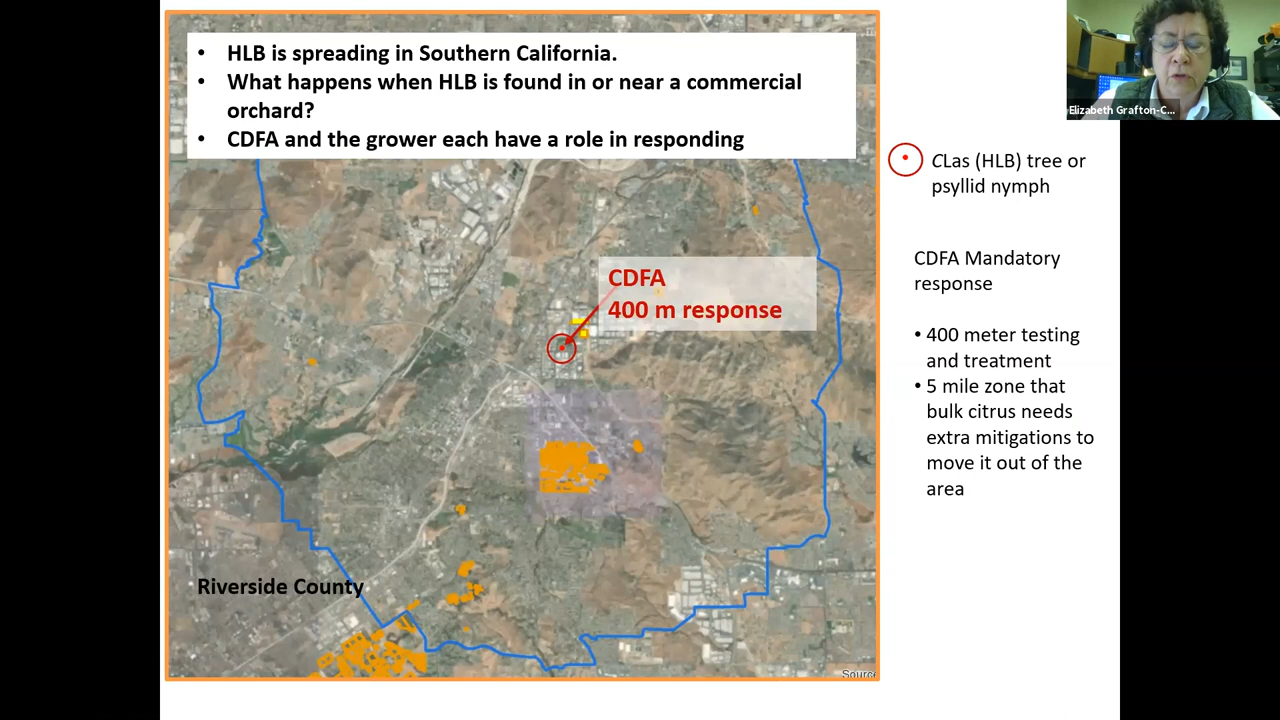 • HLB is spreading in Southern California.
• What happens when HLB is found in or near a commercial
orchard?
• CDFA and the grower each have a role in responding
Elizabeth Grafton-C...
CLas (HLB) tree or
psyllid nymph
CDFA
400 m response
CDFA Mandatory
response
• 400 meter testing
and treatment
• 5 mile zone that
bulk citrus needs
extra mitigations to
move it out of the
area
Riverside County
Source